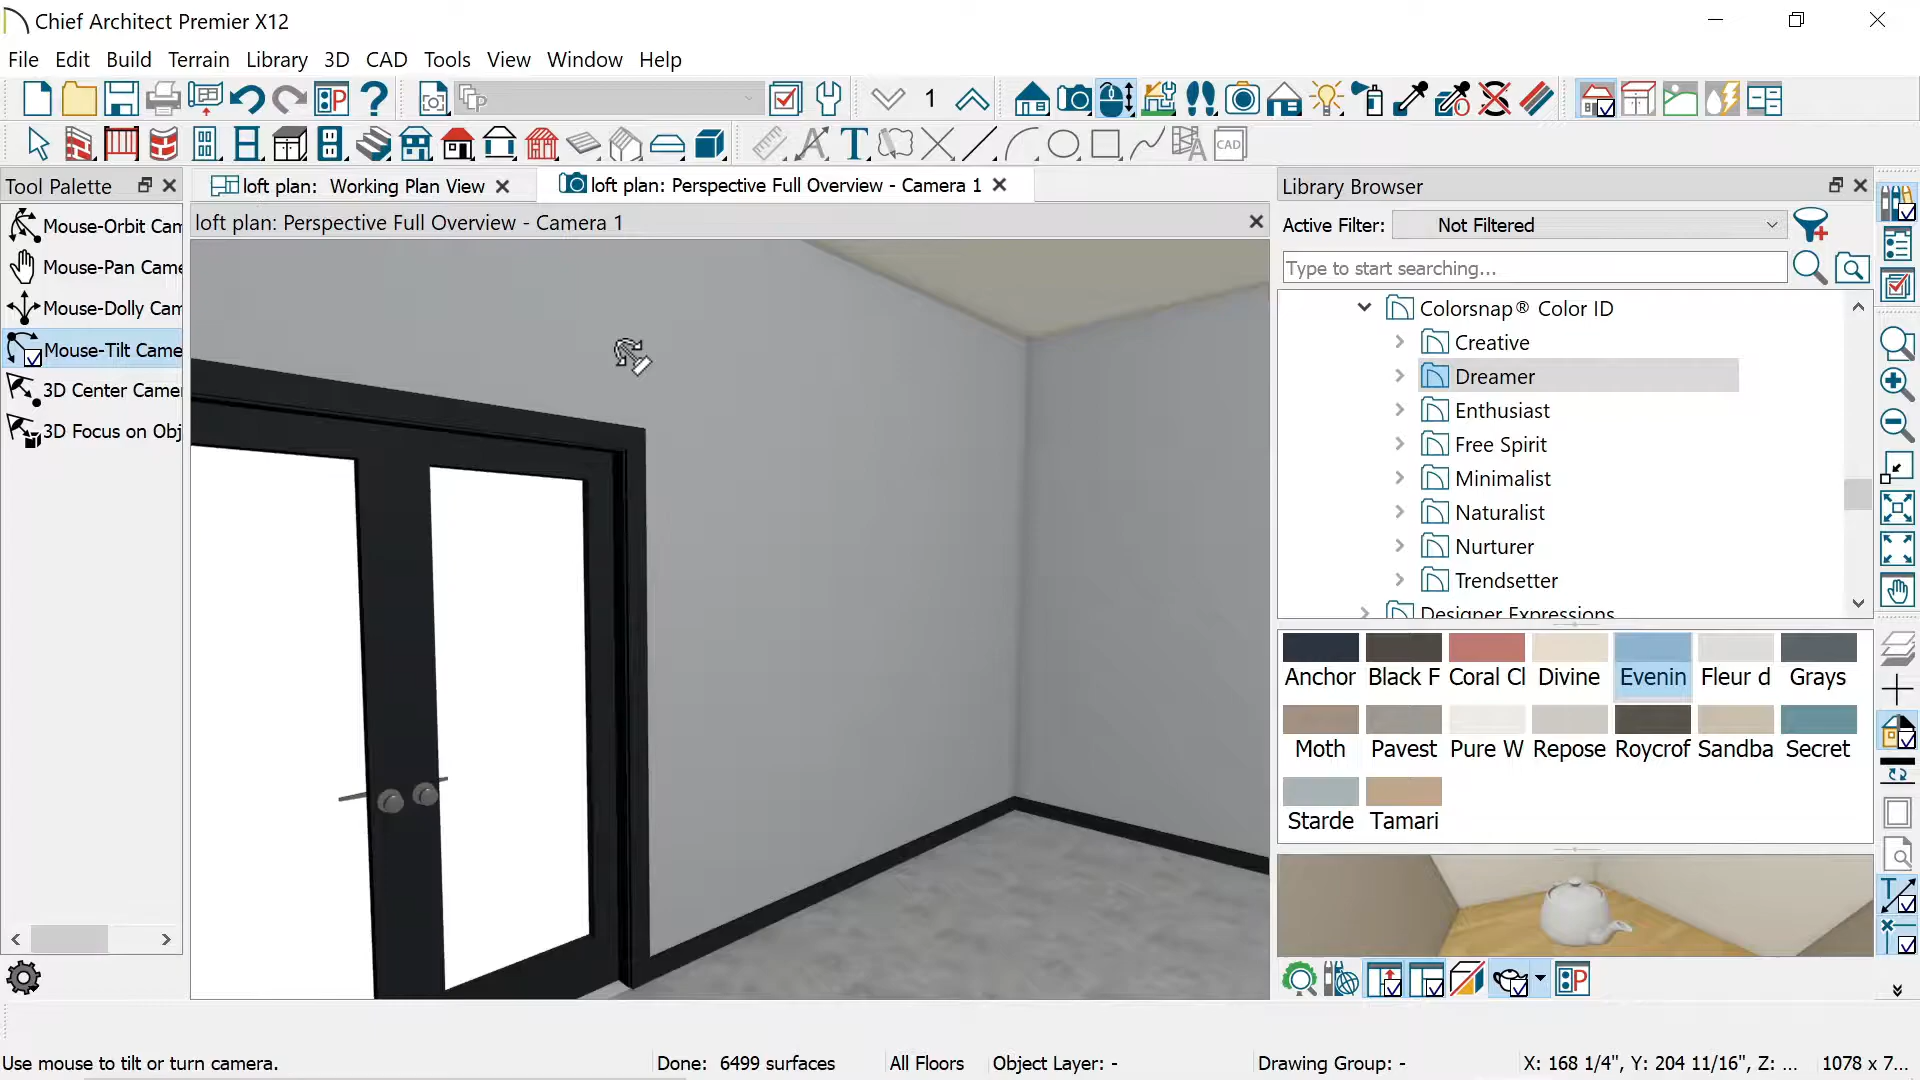 Chief Architect Premier X12
File Edit Build Terrain Library 3D CAD Tools View Window Help
1
CAD
Tool Palette
loft plan: Working Plan View
loft plan: Perspective Full Overview - Camera 1
Library Browser
loft plan: Perspective Full Overview - Camera 1
Active Filter: Not Filtered
Type to start searching...
Mouse-Orbit Cam
Mouse-Pan Came
Mouse-Dolly Cam
Mouse-Tilt Came
3D Center Came
3D Focus on Obj
Colorsnap® Color ID
Creative
Dreamer
Enthusiast
Free Spirit
Minimalist
Naturalist
Nurturer
Trendsetter
Designer Expressions
Anchor Black F Coral Cl Divine Evenin Fleur d Grays
Moth Pavest Pure W Repose Roycrof Sandba Secret
Starde Tamari
Use mouse to tilt or turn camera.
Done: 6499 surfaces
All Floors
Object Layer: -
Drawing Group: -
X: 168 1/4", Y: 204 11/16", Z: ...
1078 x 7...